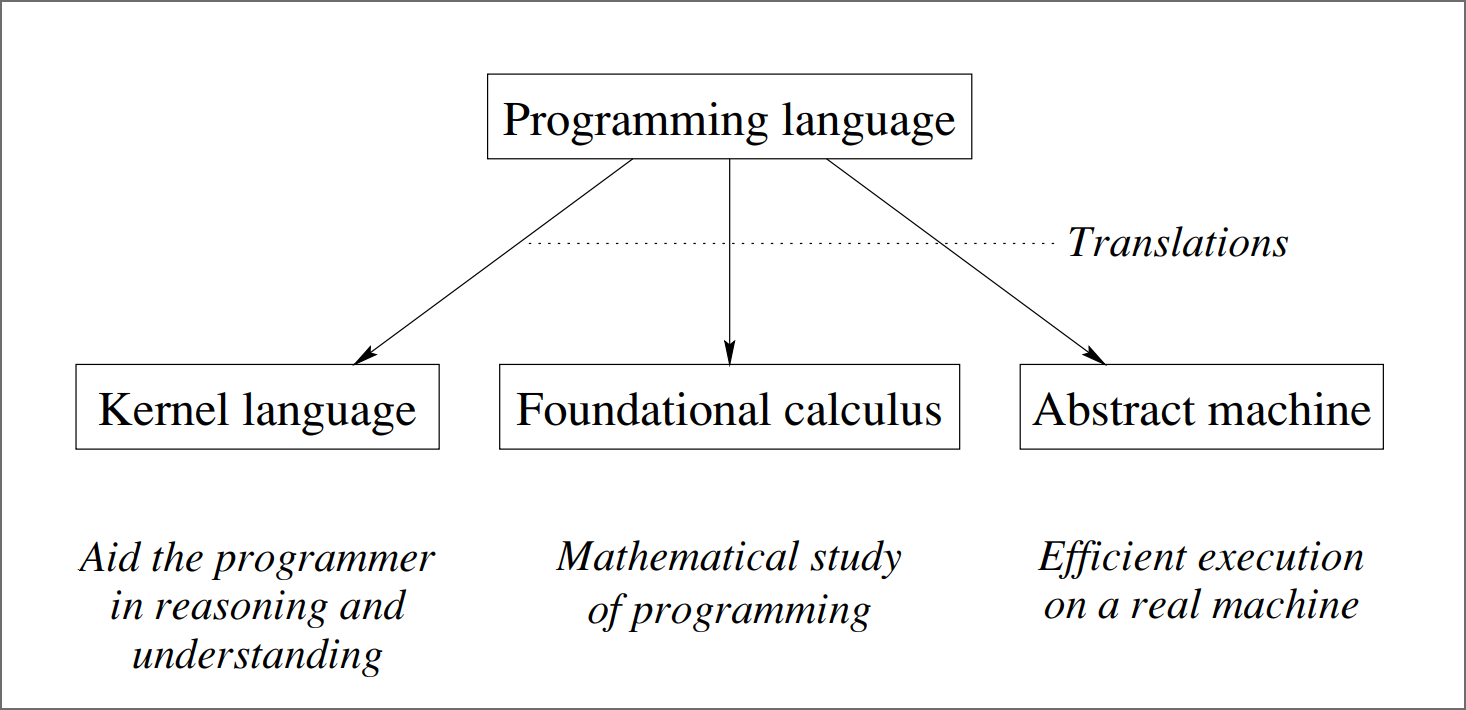 Programming language
Translations
Kernel language
Foundational calculus
Abstract machine
Aid the programmer
in reasoning and
understanding
Mathematical study
of programming
Efficient execution
on a real machine